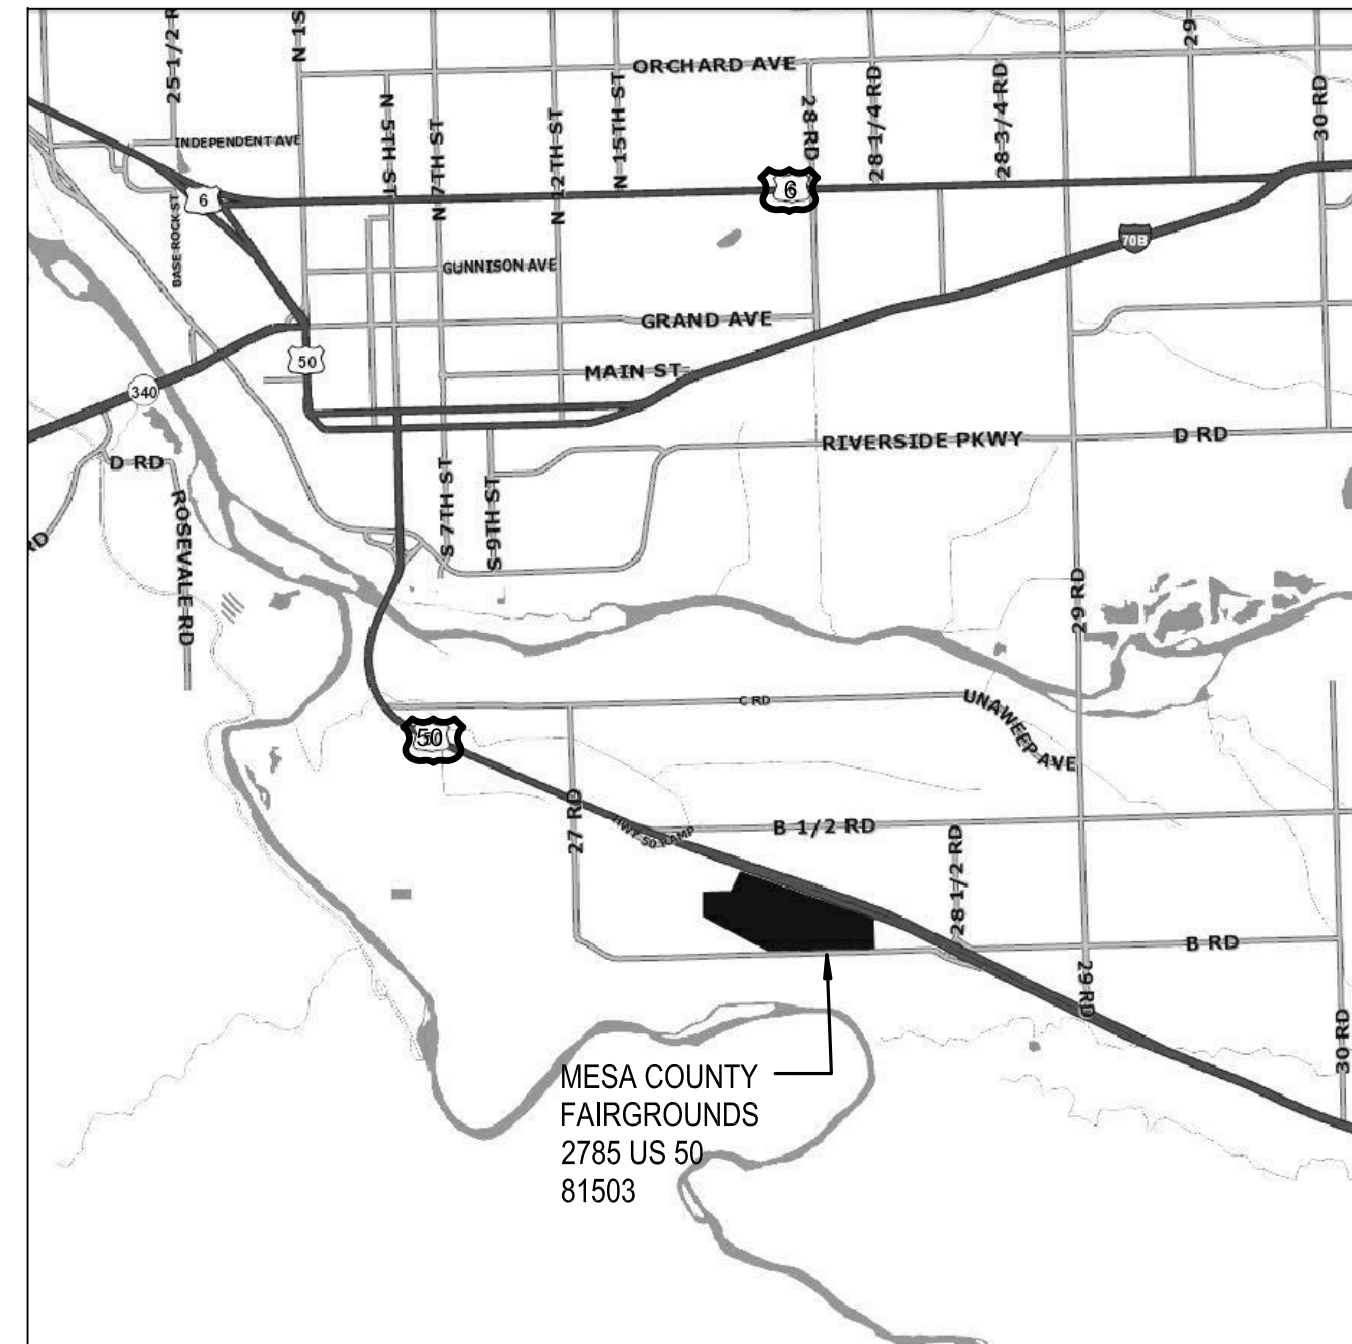 25 1/2 R
N 1S
29
ORCHARD AVE
N 5TH ST
N 7TH ST
N 12TH ST
N 15TH ST
28 RD
28 1/4 RD
28 3/4 RD
30 RD
INDEPENDENT AVE
6
6
BASE ROCK ST
70B
GUNNISON AVE
GRAND AVE
50
MAIN ST
340
RIVERSIDE PKWY
D RD
D RD
ROSEVALE RD
S 7TH ST
S 9TH ST
RD
29 RD
C RD
UNAWEEP AVE
50
27 RD
HWY 50 RAMP
B 1/2 RD
28 1/2 RD
B RD
29 RD
30 RD
MESA COUNTY
FAIRGROUNDS
2785 US 50
81503